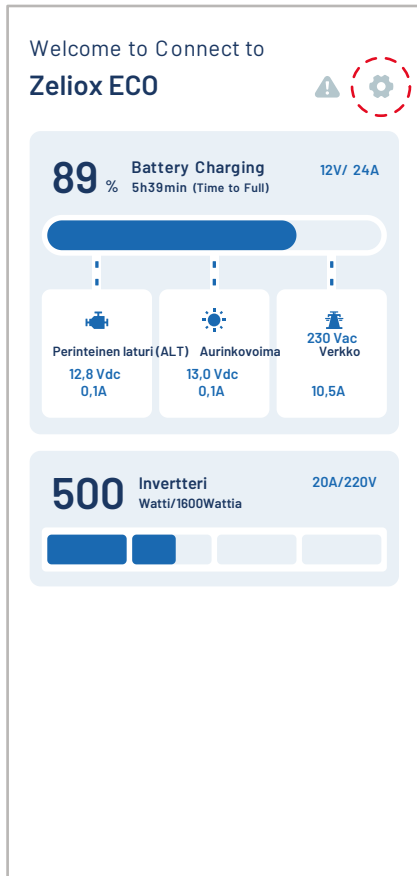 Welcome to Connect to
Zeliox ECO
89 %
Battery Charging
5h39min (Time to Full)
12V/ 24A
Perinteinen laturi (ALT)
12,8 Vdc
0,1A
Aurinkovoima
13,0 Vdc
0,1A
230 Vac
Verkko
10,5A
500
Invertteri
Watti/1600Wattia
20A/220V